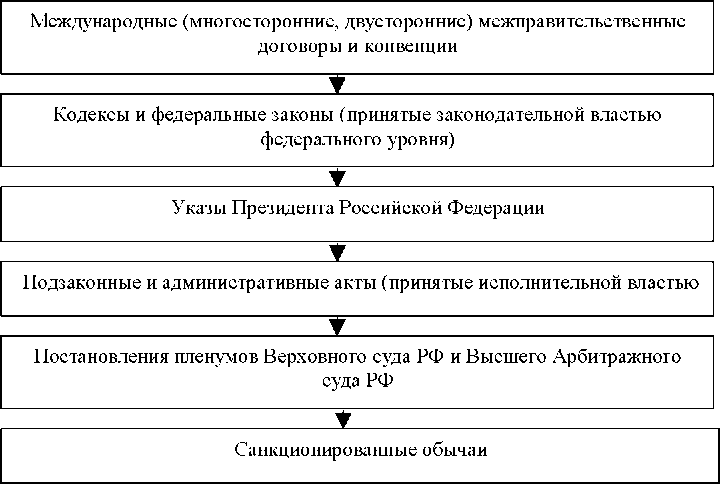 Международные (многосторонние, двусторонние) межправительственные
договоры и конвенции
Кодексы и федеральные законы (принятые законодательной властью
федерального уровня)
Указы Президента Российской Федерации
Подзаконные и административные акты (принятые исполнительной властью
Постановления пленумов Верховного суда РФ и Высшего Арбитражного
суда РФ
Санкционированные обычаи